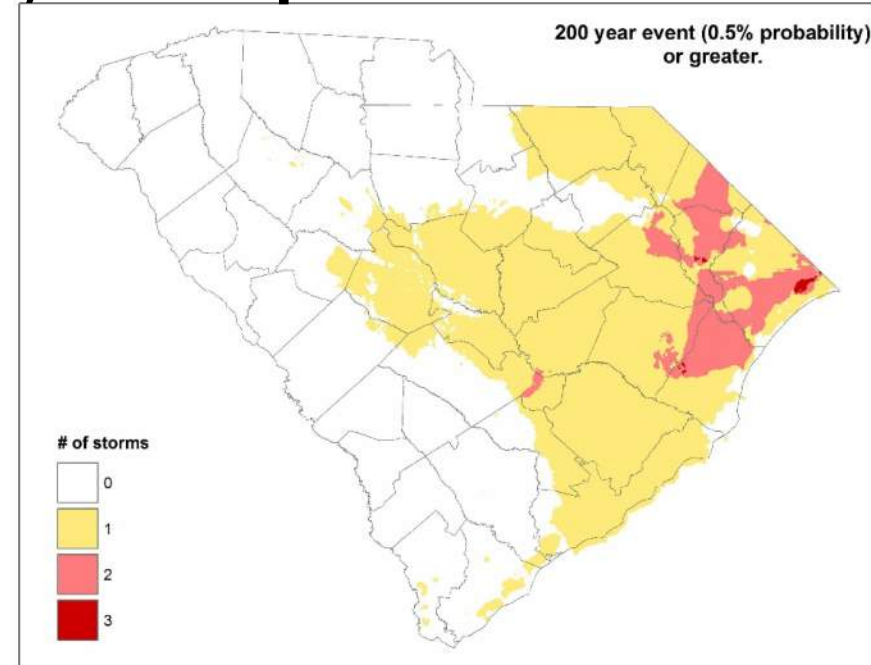 200 year event (0.5% probability)
or greater.
# of storms
0
1
2
3